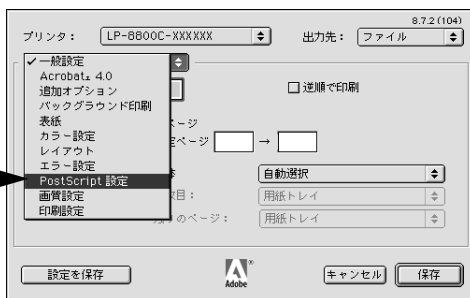 8.7.2 (104)
プリンタ： LP-8800C-XXXXXX 出力先： ファイル
✓一般設定
Acrobat™ 4.0
追加オプション
逆順で印刷
バックグラウンド印刷
表紙
ページ
カラー設定
ページ →
レイアウト
エラー設定
PostScript 設定
自動選択
画質設定
目： 用紙トレイ
印刷設定
のページ： 用紙トレイ
設定を保存 Adobe キャンセル 保存